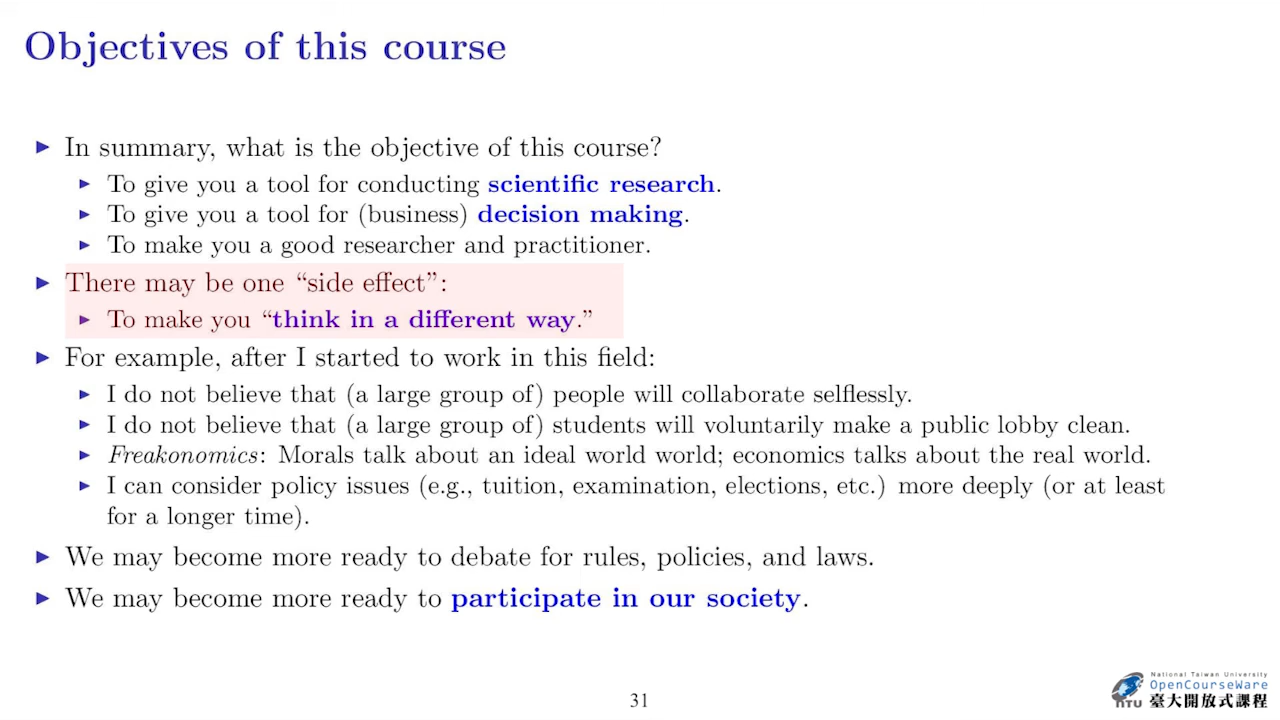 Objectives of this course
In summary, what is the objective of this course?
To give you a tool for conducting scientific research.
To give you a tool for (business) decision making.
To make you a good researcher and practitioner.
There may be one “side effect”:
To make you “think in a different way.”
For example, after I started to work in this field:
I do not believe that (a large group of) people will collaborate selflessly.
I do not believe that (a large group of) students will voluntarily make a public lobby clean.
Freakonomics: Morals talk about an ideal world world; economics talks about the real world.
I can consider policy issues (e.g., tuition, examination, elections, etc.) more deeply (or at least
for a longer time).
We may become more ready to debate for rules, policies, and laws.
We may become more ready to participate in our society.
31
National Taiwan University
OpenCourseWare
NTU 臺大開放式課程